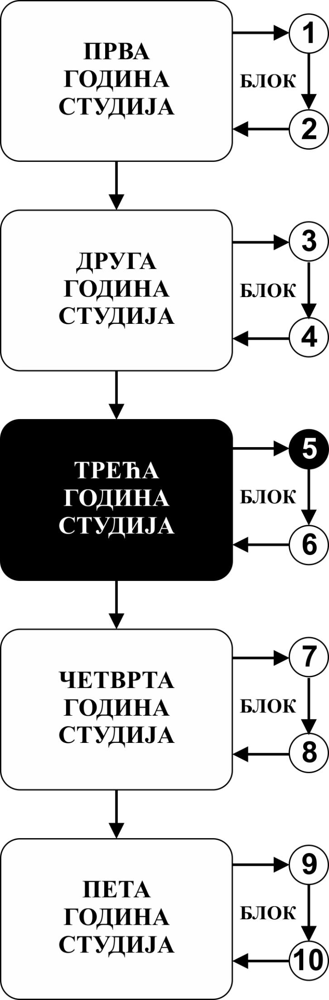 ПРВА
ГОДИНА
СТУДИЈА
1
БЛОК
2
ДРУГА
ГОДИНА
СТУДИЈА
3
БЛОК
4
ТРЕЋА
ГОДИНА
СТУДИЈА
5
БЛОК
6
ЧЕТВРТА
ГОДИНА
СТУДИЈА
7
БЛОК
8
ПЕТА
ГОДИНА
СТУДИЈА
9
БЛОК
10